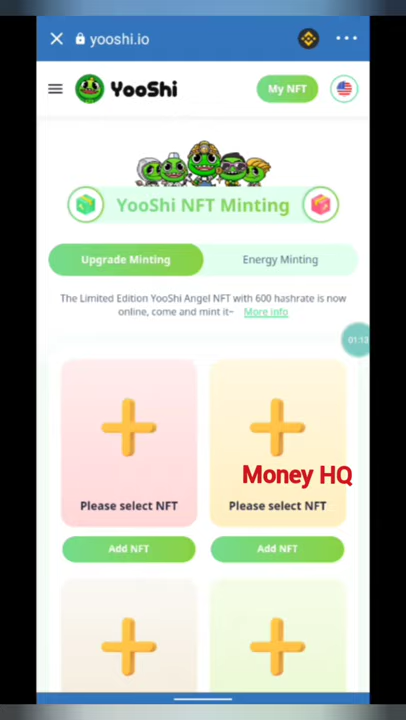 yooshi.io
YooShi
My NFT
YooShi NFT Minting
Upgrade Minting
Energy Minting
The Limited Edition YooShi Angel NFT with 600 hashrate is now
online, come and mint it~ More info
01:13
Money HQ
Please select NFT
Please select NFT
Add NFT
Add NFT